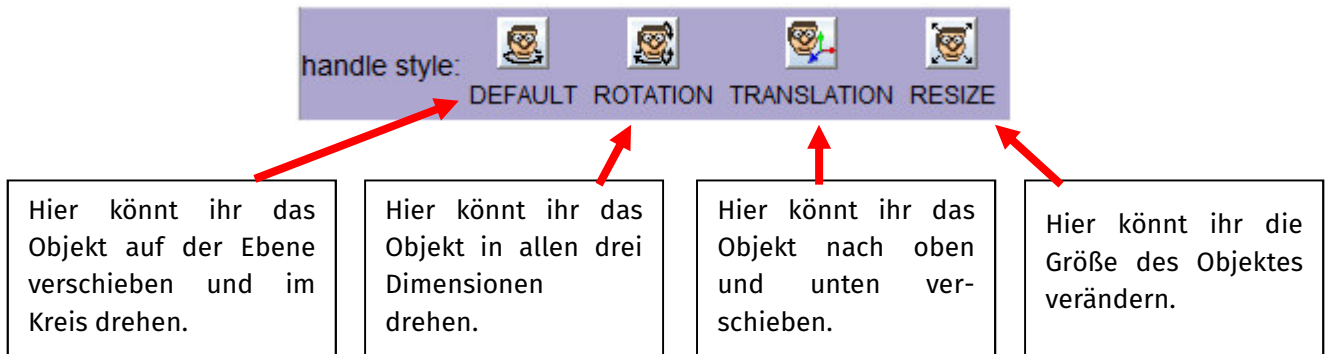 handle style:
DEFAULT ROTATION TRANSLATION RESIZE
Hier könnt ihr das
Objekt auf der Ebene
verschieben und im
Kreis drehen.
Hier könnt ihr das
Objekt in allen drei
Dimensionen
drehen.
Hier könnt ihr das
Objekt nach oben
und unten ver-
schieben.
Hier könnt ihr die
Größe des Objektes
verändern.